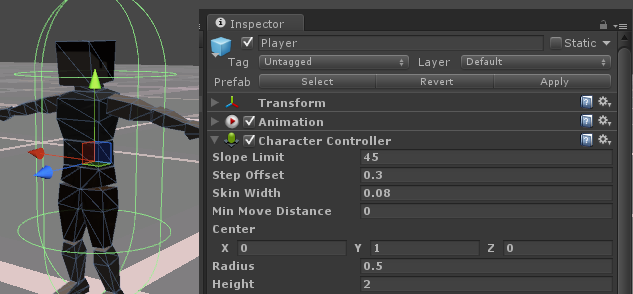 Inspector
Player
Static
Tag Untagged Layer Default
Prefab Select Revert Apply
Transform
Animation
Character Controller
Slope Limit 45
Step Offset 0.3
Skin Width 0.08
Min Move Distance 0
Center
X 0 Y 1 Z 0
Radius 0.5
Height 2